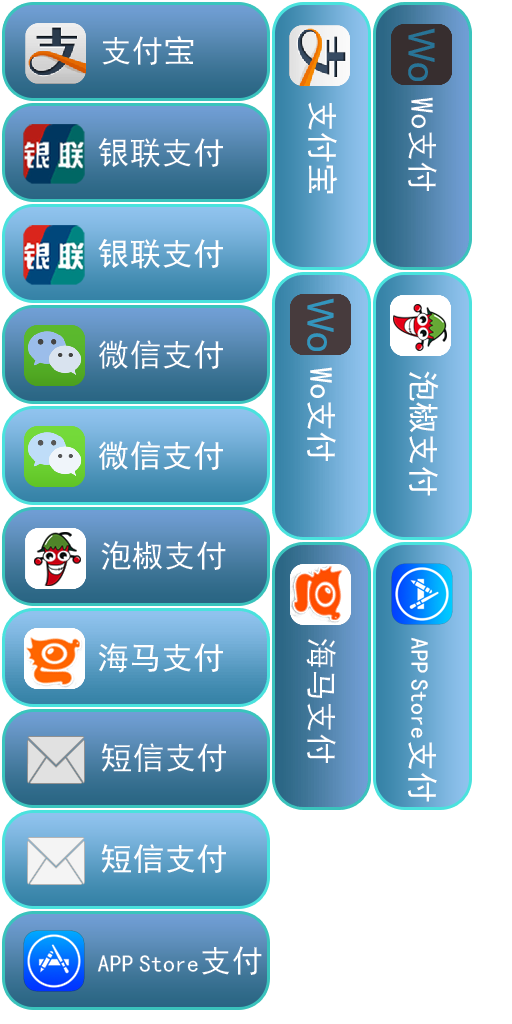 支付宝
银联 银联支付
银联 银联支付
微信支付
微信支付
泡椒支付
海马支付
短信支付
短信支付
APP Store支付
支付宝
Wo Wo支付
海马支付
Wo Wo支付
泡椒支付
APP Store支付